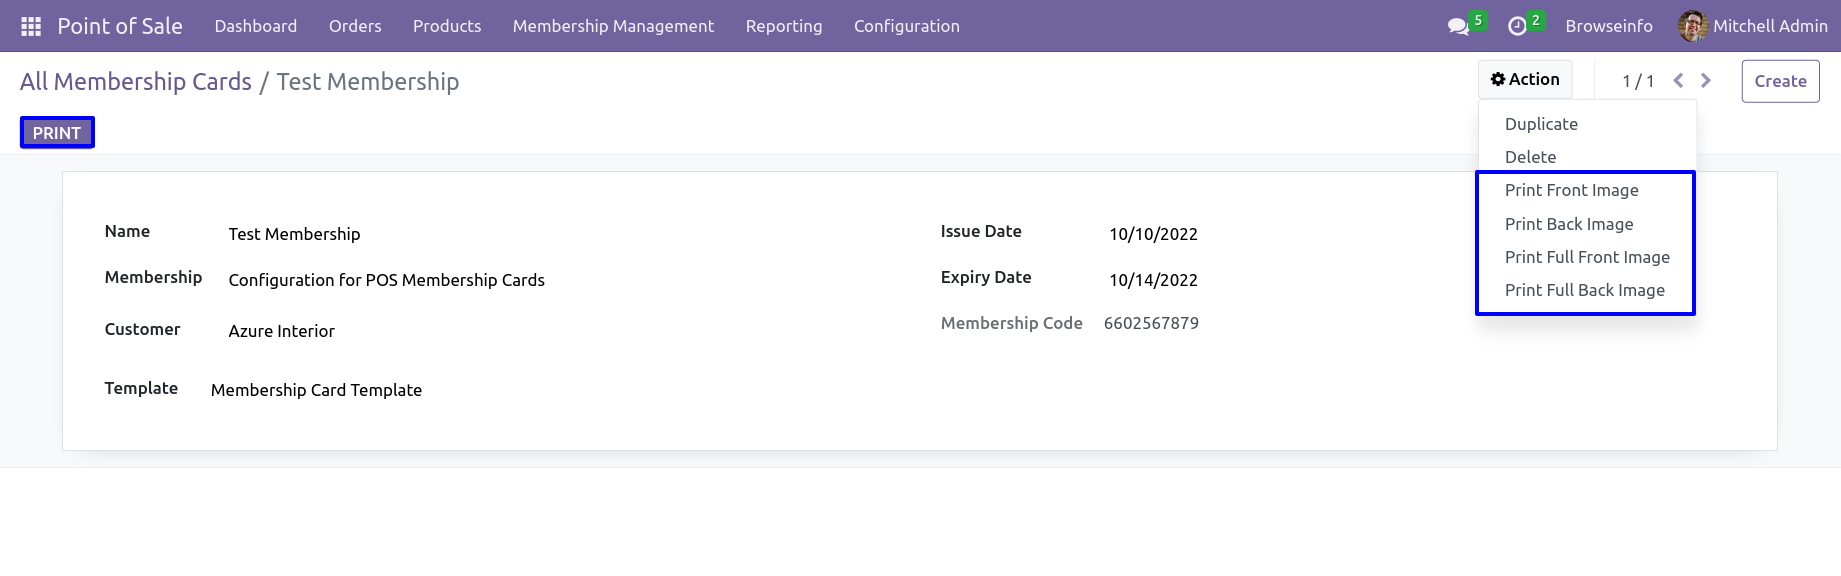 Point of Sale Dashboard Orders Products Membership Management Reporting Configuration 5 2 Browseinfo Mitchell Admin
All Membership Cards / Test Membership Action 1 / 1 Create
PRINT
Duplicate
Delete
Print Front Image
Print Back Image
Print Full Front Image
Print Full Back Image
Name Test Membership
Membership Configuration for POS Membership Cards
Customer Azure Interior
Template Membership Card Template
Issue Date 10/10/2022
Expiry Date 10/14/2022
Membership Code 6602567879